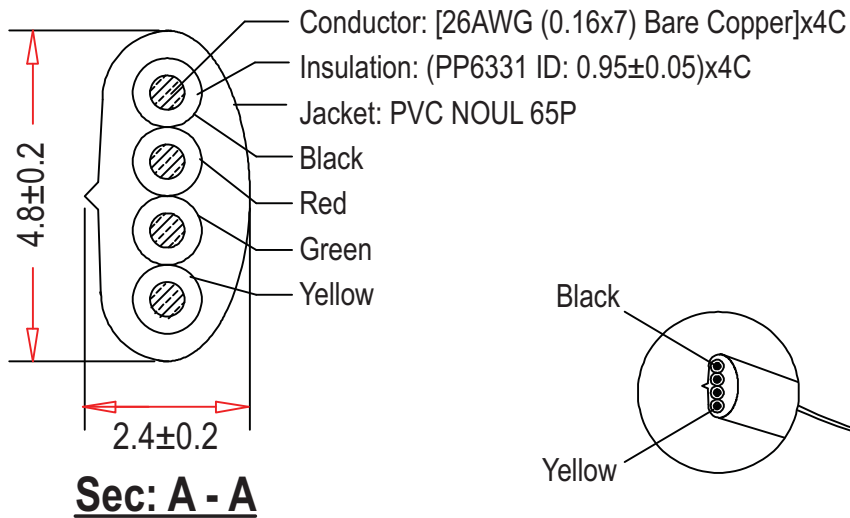 Conductor: [26AWG (0.16x7) Bare Copper]x4C
Insulation: (PP6331 ID: 0.95±0.05)x4C
Jacket: PVC NOUL 65P
Black
Red
Green
Yellow
4.8±0.2
2.4±0.2
Sec: A - A
Black
Yellow